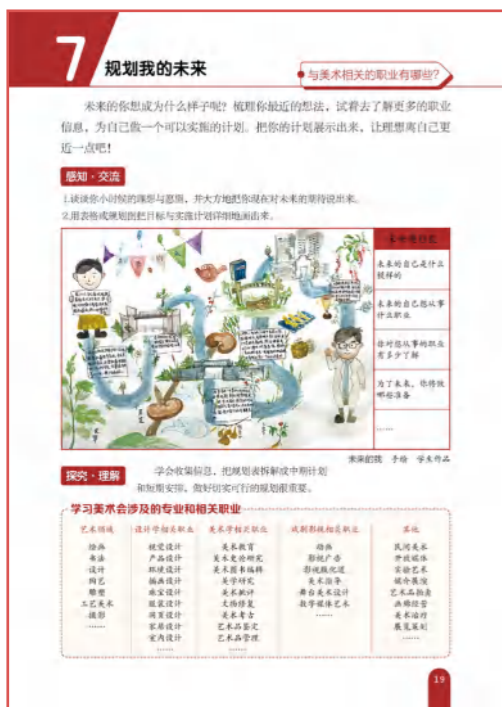 7
规划我的未来
与美术相关的职业有哪些?
未来的你想成为什么样子呢?梳理你最近的想法,试着去了解更多的职业
信息,为自己做一个可以实施的计划。把你的计划展示出来,让理想离自己更
近一点吧!
感知·交流
1.谈谈你小时候的理想与愿望,并大方地把你现在对未来的期待说出来。
2.用表格或规划图把目标与实施计划详细地画出来。
未来的自己是什么
模样的
未来的自己想从事
什么职业
你对想从事的职业
有多少了解
为了未来,你将做
哪些准备
……
未来的我 手绘 学生作品
探究·理解
学会收集信息,把规划表拆解成中期计划
和短期安排,做好切实可行的规划很重要。
学习美术会涉及的专业和相关职业
艺术领域 设计学相关职业 美术学相关职业 戏剧影视相关职业 其他
绘画 视觉设计 美术教育 动画 民间美术
书法 产品设计 美术史论研究 影视广告 开放媒体
设计 环境设计 美术图书编辑 影视服化道 实验艺术
陶艺 插画设计 美学研究 美术指导 综合展演
雕塑 珠宝设计 美术批评 舞台美术设计 艺术品拍卖
工艺美术 服装设计 文物修复 数字媒体艺术 画廊经营
摄影 网页设计 美术考古 …… 美术治疗
…… 家居设计 艺术品鉴定 展览策划
室内设计 艺术品管理 ……
…… ……
19